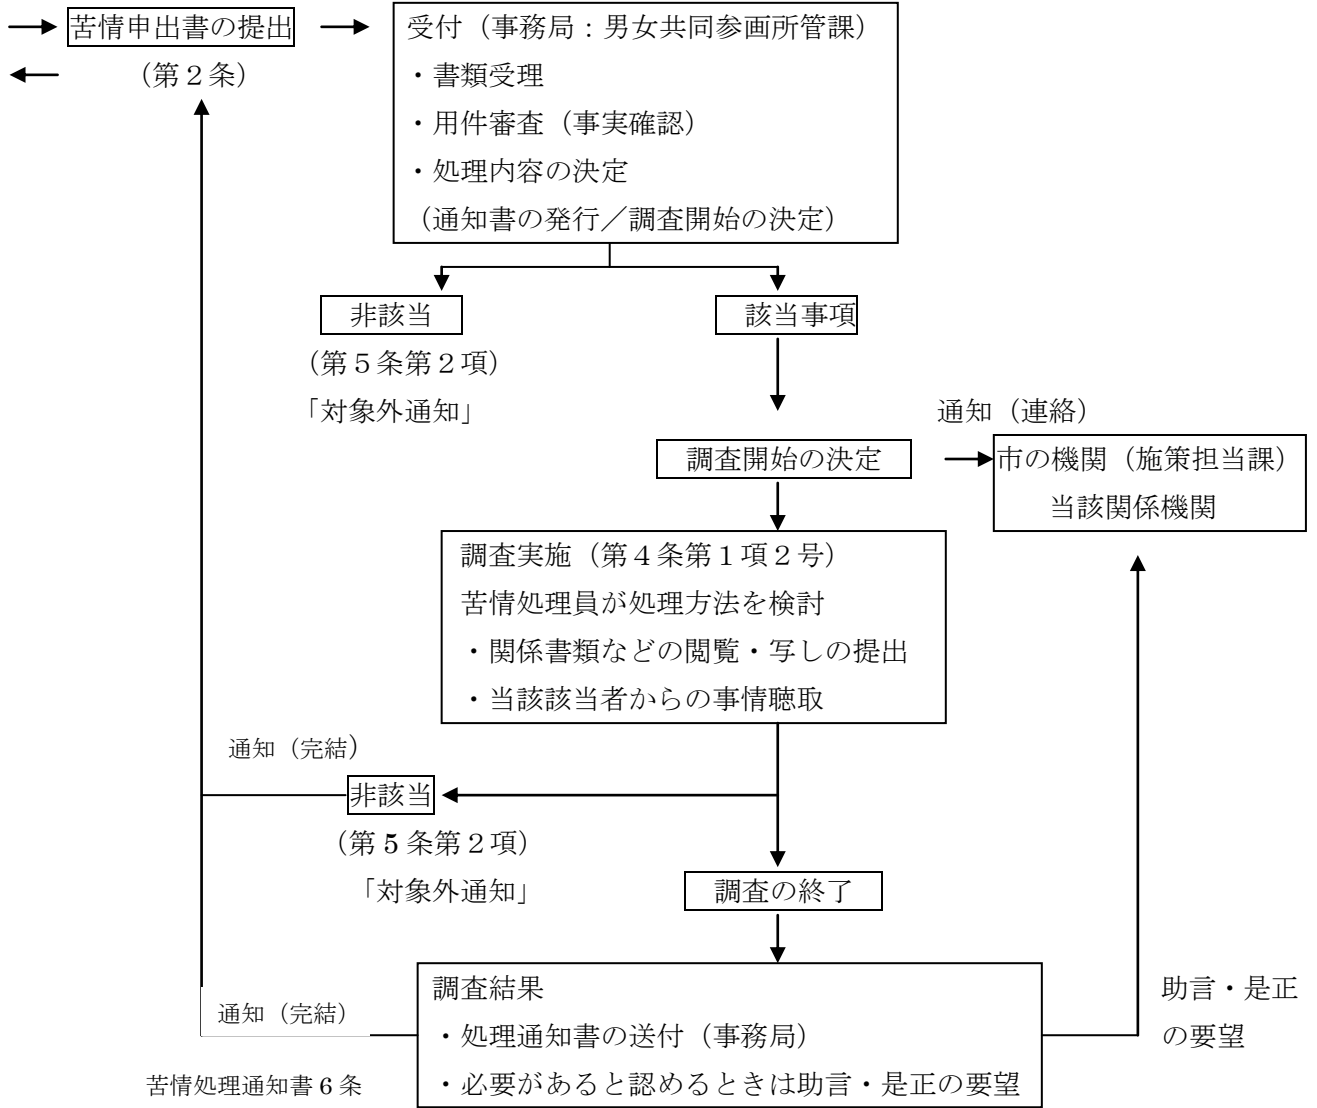 苦情申出書の提出
（第２条）
受付（事務局：男女共同参画所管課）
・書類受理
・用件審査（事実確認）
・処理内容の決定
（通知書の発行／調査開始の決定）
非該当
（第５条第２項）
「対象外通知」
該当事項
調査開始の決定
通知（連絡）
市の機関（施策担当課）
当該関係機関
調査実施（第４条第１項２号）
苦情処理員が処理方法を検討
・関係書類などの閲覧・写しの提出
・当該該当者からの事情聴取
通知（完結）
非該当
（第5条第２項）
「対象外通知」
調査の終了
調査結果
・処理通知書の送付（事務局）
・必要があると認めるときは助言・是正の要望
通知（完結）
苦情処理通知書6条
助言・是正
の要望